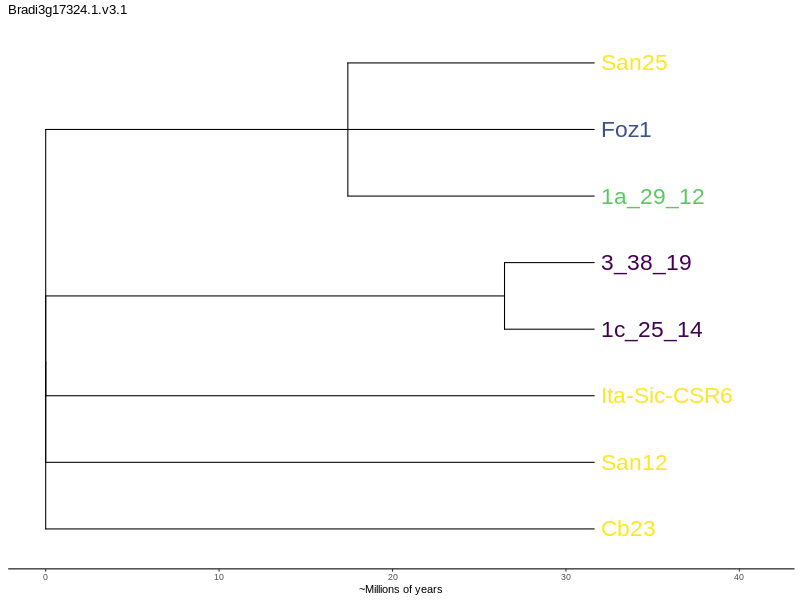 Bradi3g17324.1.v3.1
San25
Foz1
1a_29_12
3_38_19
1c_25_14
Ita-Sic-CSR6
San12
Cb23
0 10 20 30 40
~Millions of years